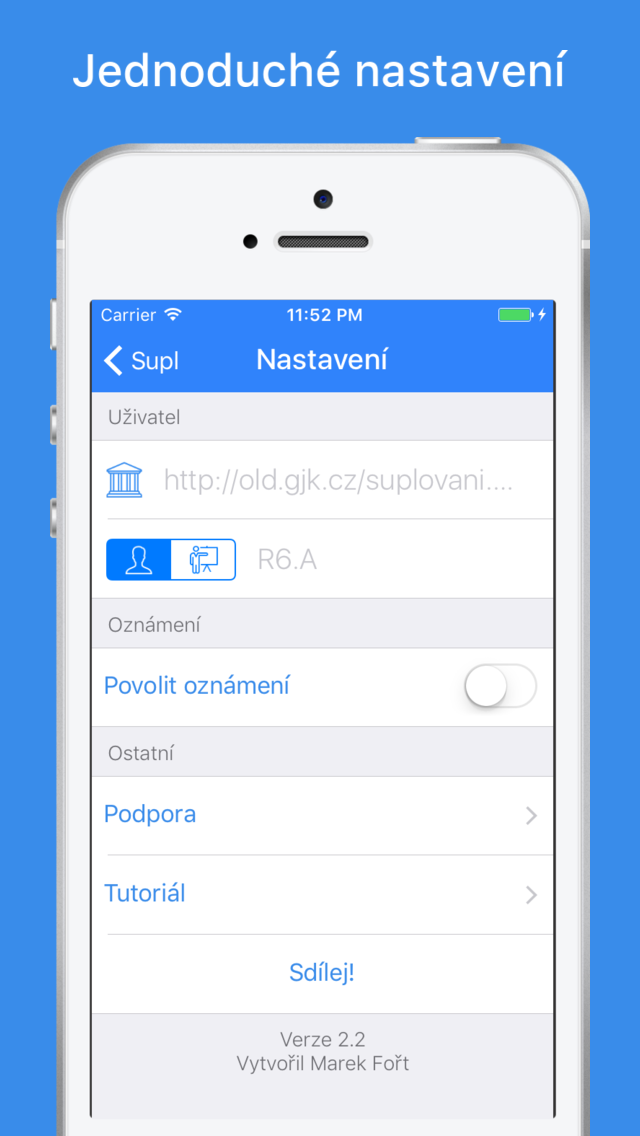 Jednoduché nastavení
Carrier 11:52 PM
Supl Nastavení
Uživatel
http://old.gjk.cz/suplovani....
R6.A
Oznámení
Povolit oznámení
Ostatní
Podpora
Tutoriál
Sdílej!
Verze 2.2
Vytvořil Marek Fořt